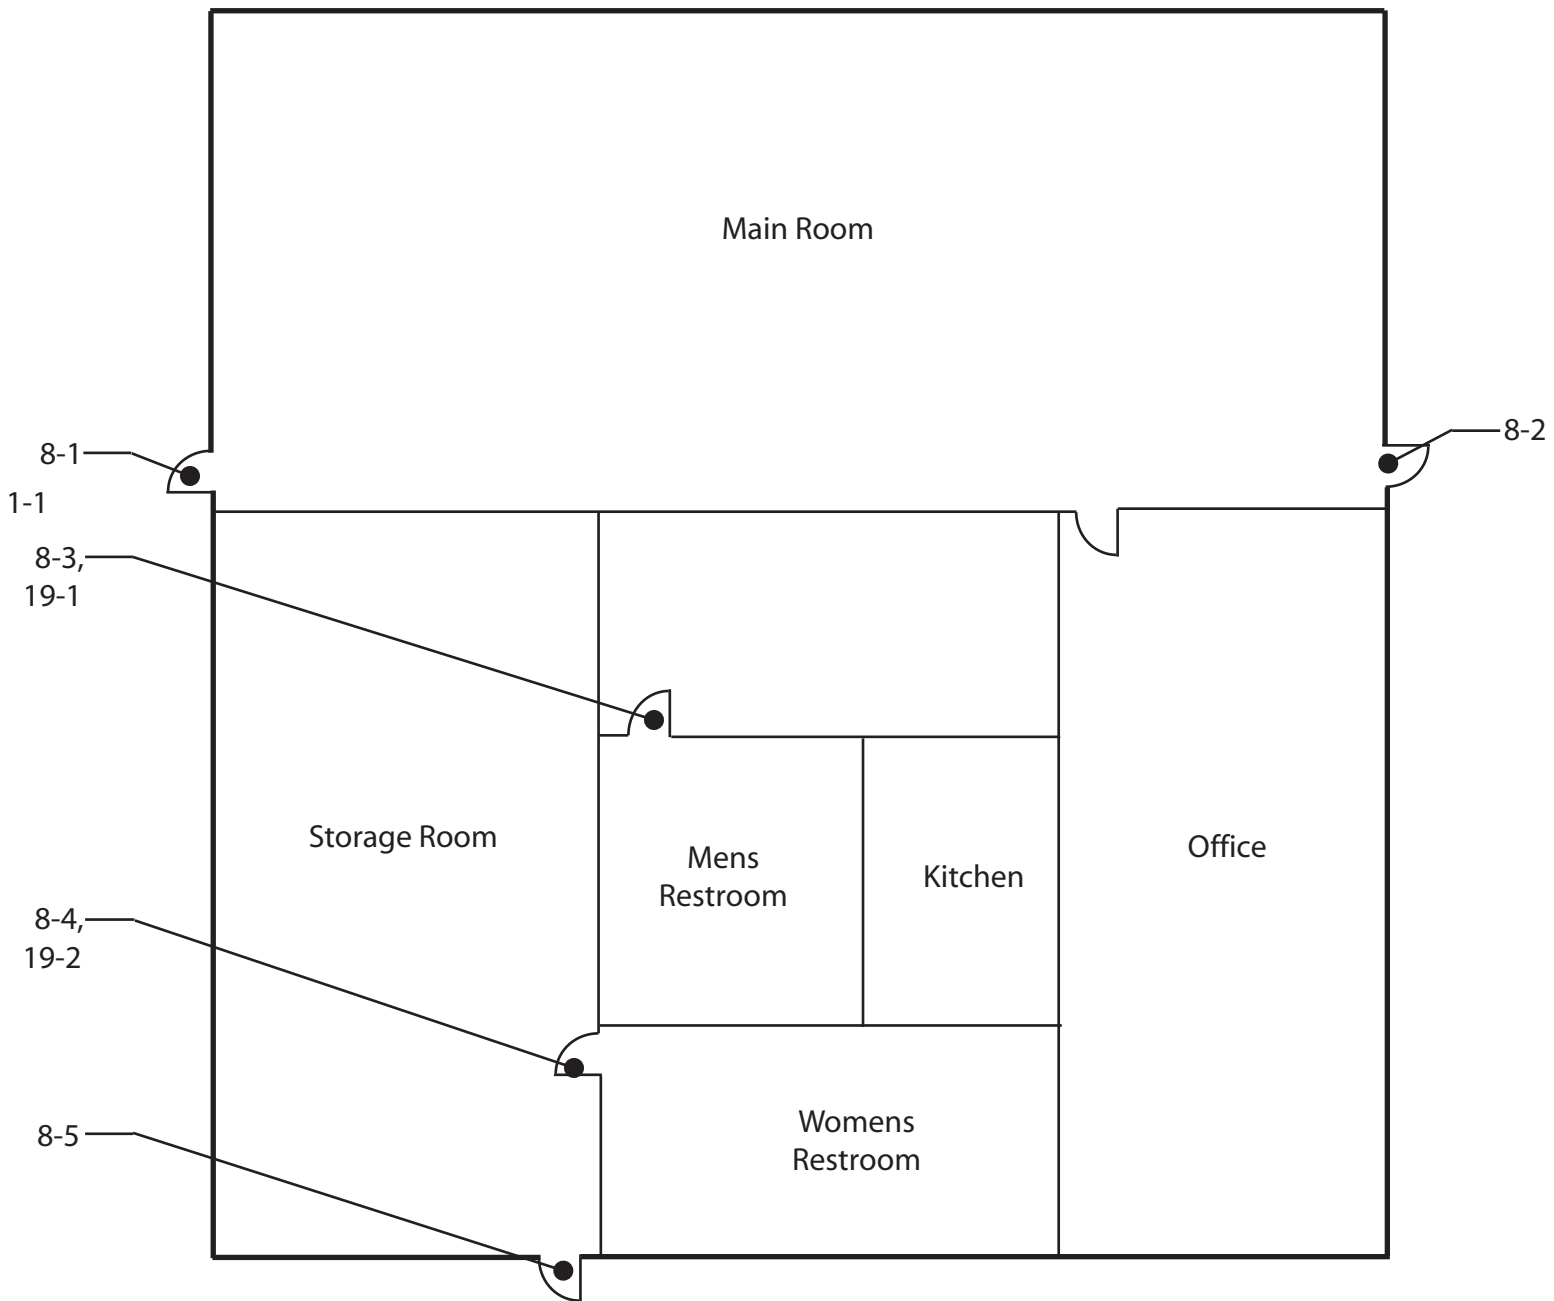 Main Room
8-1
8-2
1-1
8-3,
19-1
Storage Room
Mens
Restroom
Kitchen
Office
8-4,
19-2
8-5
Womens
Restroom